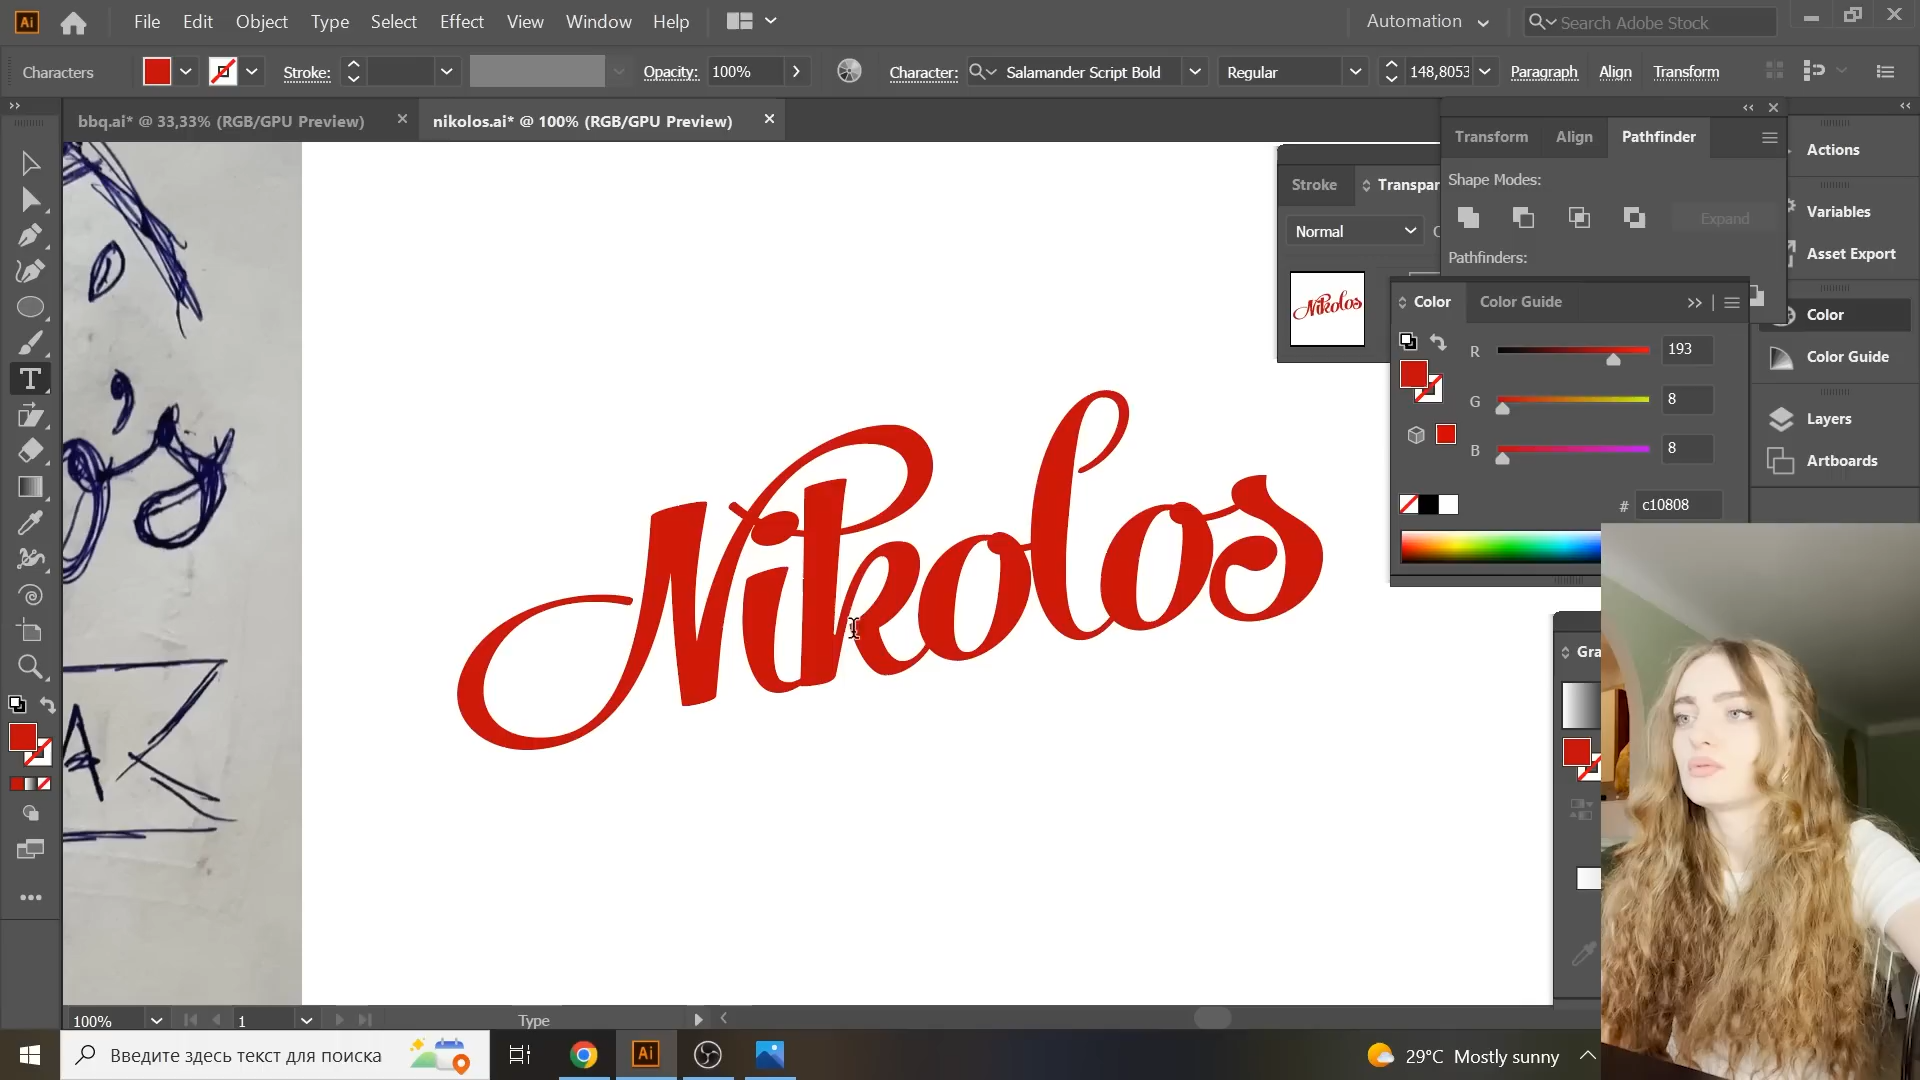 Ai File Edit Object Type Select Effect View Window Help Automation Search Adobe Stock
Characters Stroke: Opacity: 100% Character: Salamander Script Bold Regular 148,8053 Paragraph Align Transform
bbq.ai* @ 33,33% (RGB/GPU Preview) nikolos.ai* @ 100% (RGB/GPU Preview)
Transform Align Pathfinder
Shape Modes:
Expand
Pathfinders:
Stroke Transpar
Normal
Nikolos
Color Color Guide
R 193
G 8
B 8
# c10808
Actions
Variables
Asset Export
Color
Color Guide
Layers
Artboards
Gra
Nikolos
's
100% 1 Type
Введите здесь текст для поиска
Ai
29°C Mostly sunny